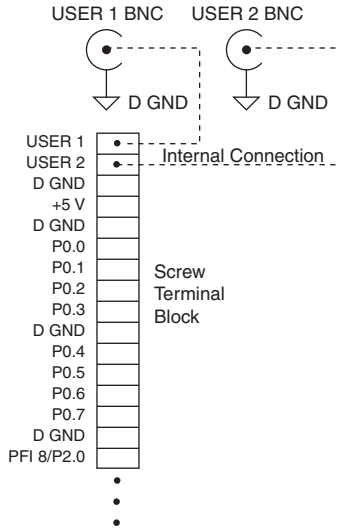 USER 1 BNC
USER 2 BNC
D GND
D GND
USER 1
USER 2
Internal Connection
D GND
+5 V
D GND
P0.0
P0.1
P0.2
P0.3
D GND
P0.4
P0.5
P0.6
P0.7
D GND
PFI 8/P2.0
Screw
Terminal
Block